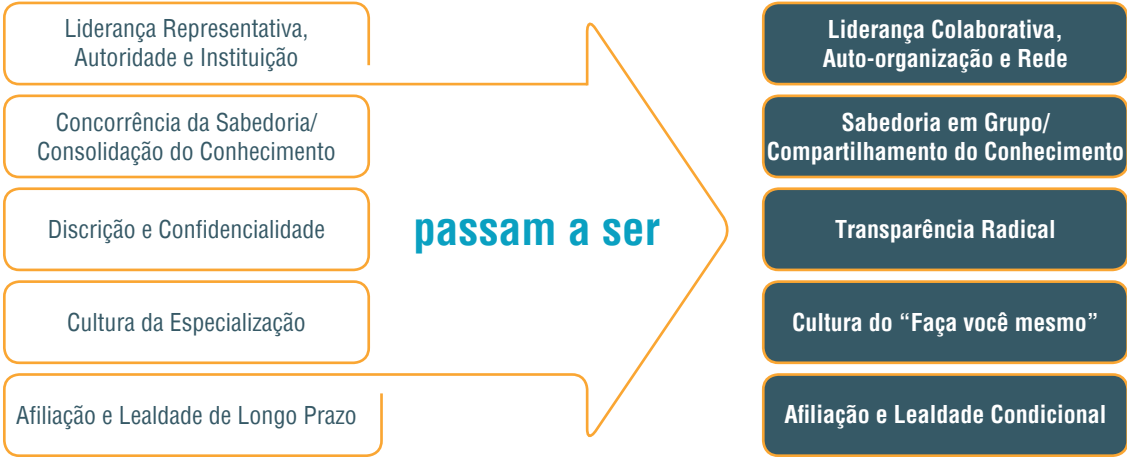 Liderança Representativa,
Autoridade e Instituição
Concorrência da Sabedoria/
Consolidação do Conhecimento
Discrição e Confidencialidade
Cultura da Especialização
Afiliação e Lealdade de Longo Prazo
passam a ser
Liderança Colaborativa,
Auto-organização e Rede
Sabedoria em Grupo/
Compartilhamento do Conhecimento
Transparência Radical
Cultura do “Faça você mesmo”
Afiliação e Lealdade Condicional